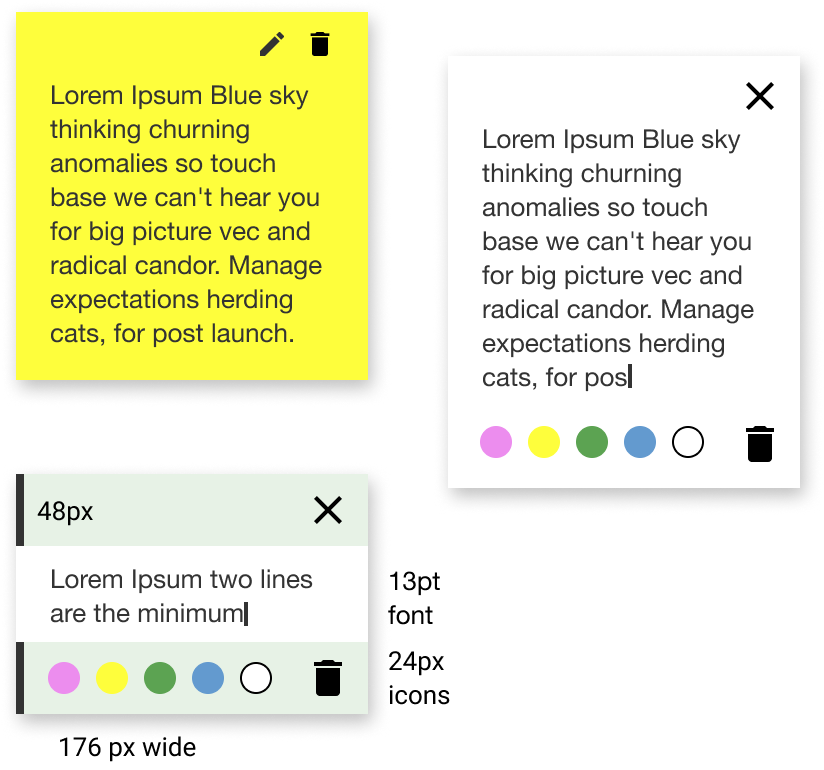 Lorem Ipsum Blue sky
thinking churning
anomalies so touch
base we can't hear you
for big picture vec and
radical candor. Manage
expectations herding
cats, for post launch.
Lorem Ipsum Blue sky
thinking churning
anomalies so touch
base we can't hear you
for big picture vec and
radical candor. Manage
expectations herding
cats, for pos
48px
Lorem Ipsum two lines
are the minimum
13pt
font
24px
icons
176 px wide